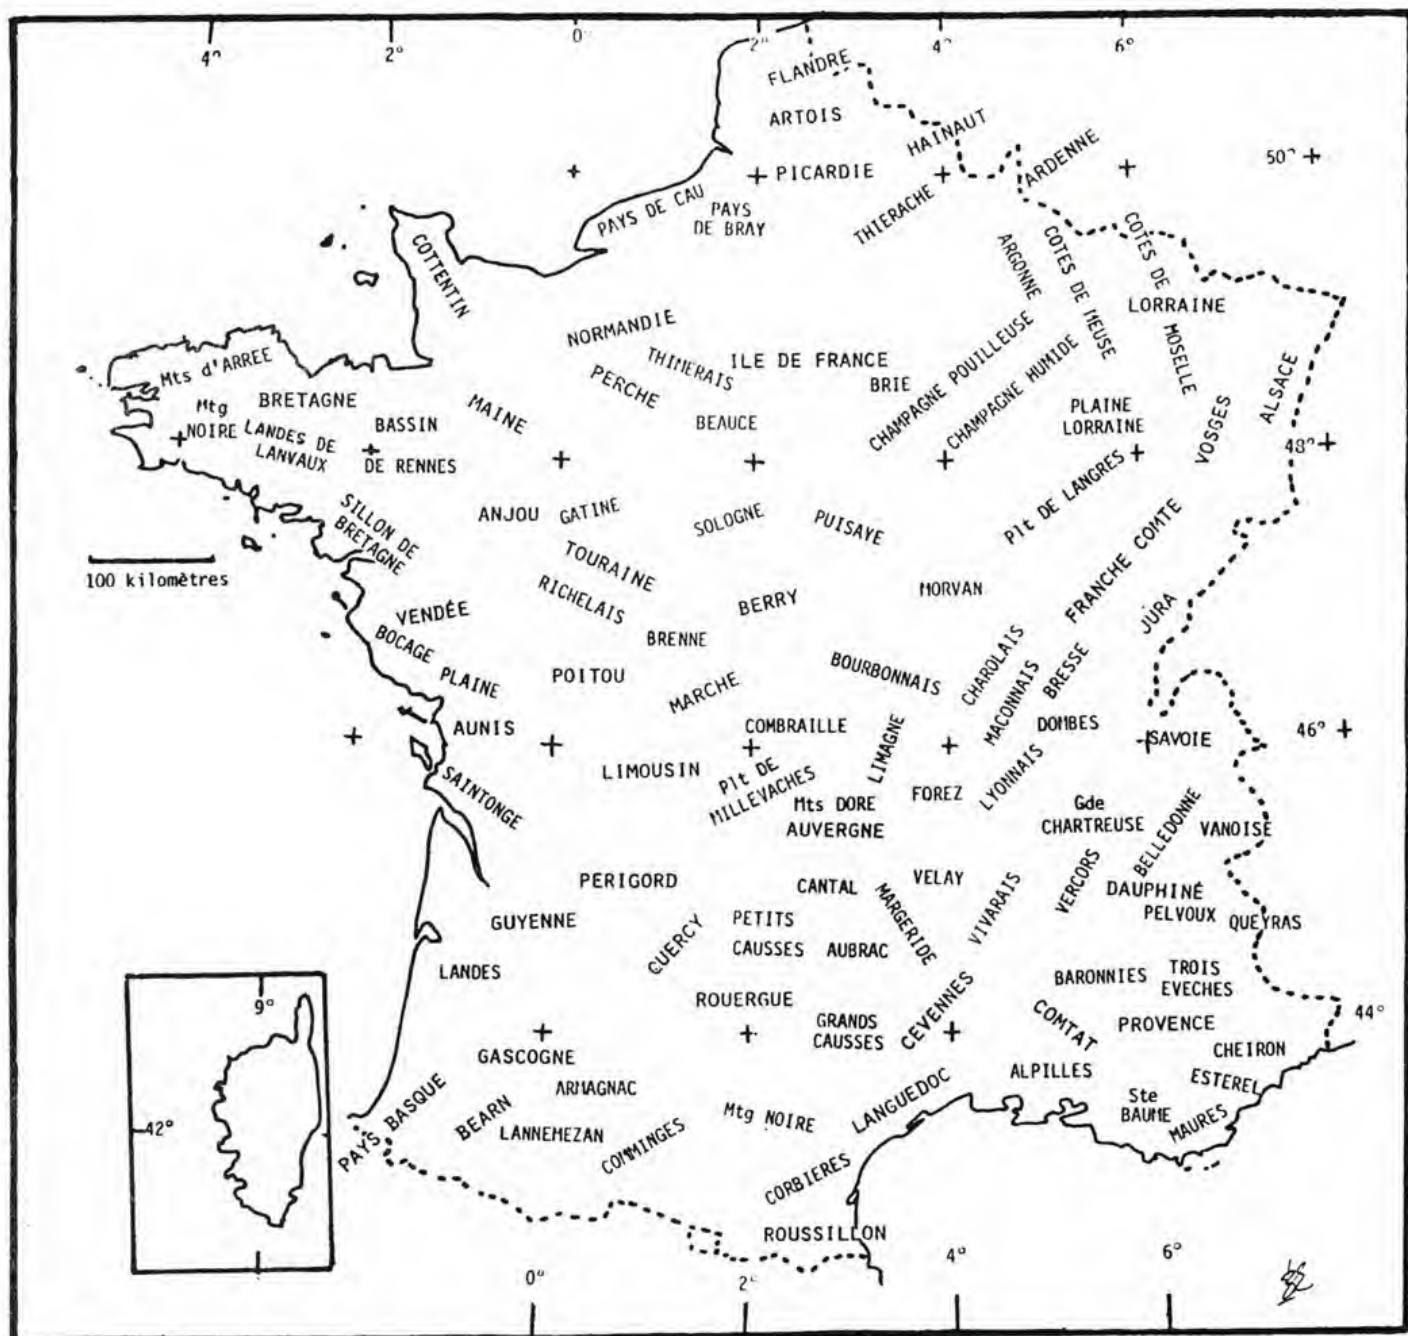 4°
2°
0°
2°
4°
6°
FLANDRE
ARTOIS
HAINAUT
50°
PICARDIE
ARDENNE
PAYS DE CAU
PAYS
DE BRAY
THIERACHE
COTTENTIN
ARGONNE
COTES DE MEUSE
COTES DE
MOSELLE
LORRAINE
NORMANDIE
THIMERAIS
ILE DE FRANCE
PERCHE
BRIE
CHAMPAGNE POUILLEUSE
CHAMPAGNE HUMIDE
ALSACE
Mts d'ARREE
BRETAGNE
Mtg
NOIRE
LANDES DE
LANVAUX
BASSIN
DE RENNES
MAINE
BEAUCE
PLAINE
LORRAINE
VOSGES
48°
Plt DE LANGRES
SILLON DE
BRETAGNE
ANJOU
GATINE
SOLOGNE
PUISAYE
100 kilomètres
TOURAINE
RICHELAIS
BERRY
MORVAN
FRANCHE COMTE
JURA
VENDÉE
BOCAGE
PLAINE
BRENNE
POITOU
MARCHE
BOURBONNAIS
CHAROLAIS
MACONNAIS
BRESSE
AUNIS
COMBRAILLE
LIMAGNE
DOMBES
SAVOIE
46°
SAINTONGE
LIMOUSIN
Plt DE
MILLEVACHES
Mts DORE
AUVERGNE
FOREZ
LYONNAIS
Gde
CHARTREUSE
BELLEDONNE
VANOISE
PERIGORD
CANTAL
VELAY
MARGERIDE
VIVARAIS
VERCORS
DAUPHINÉ
PELVOUX
QUEYRAS
GUYENNE
QUERCY
PETITS
CAUSSES
AUBRAC
LANDES
BARONNIES
TROIS
EVECHES
ROUERGUE
GRANDS
CAUSSES
CEVENNES
COMTAT
PROVENCE
44°
9°
42°
GASCOGNE
ARMAGNAC
CHEIRON
ALPILLES
ESTEREL
PAYS BASQUE
BEARN
LANNEMEZAN
COMMINGES
Mtg NOIRE
LANGUEDOC
Ste
BAUME
MAURES
CORBIERES
ROUSSILLON
0°
2°
4°
6°